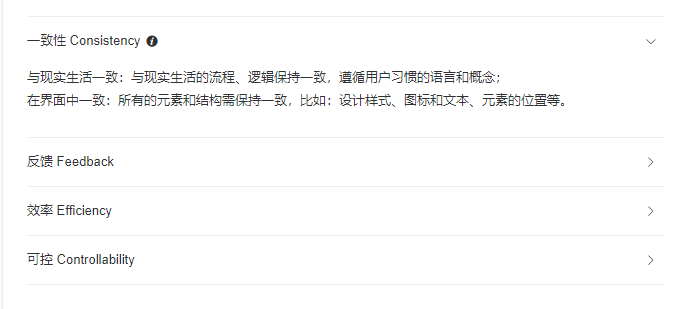 一致性 Consistency
与现实生活一致：与现实生活的流程、逻辑保持一致，遵循用户习惯的语言和概念；
在界面中一致：所有的元素和结构需保持一致，比如：设计样式、图标和文本、元素的位置等。
反馈 Feedback
效率 Efficiency
可控 Controllability